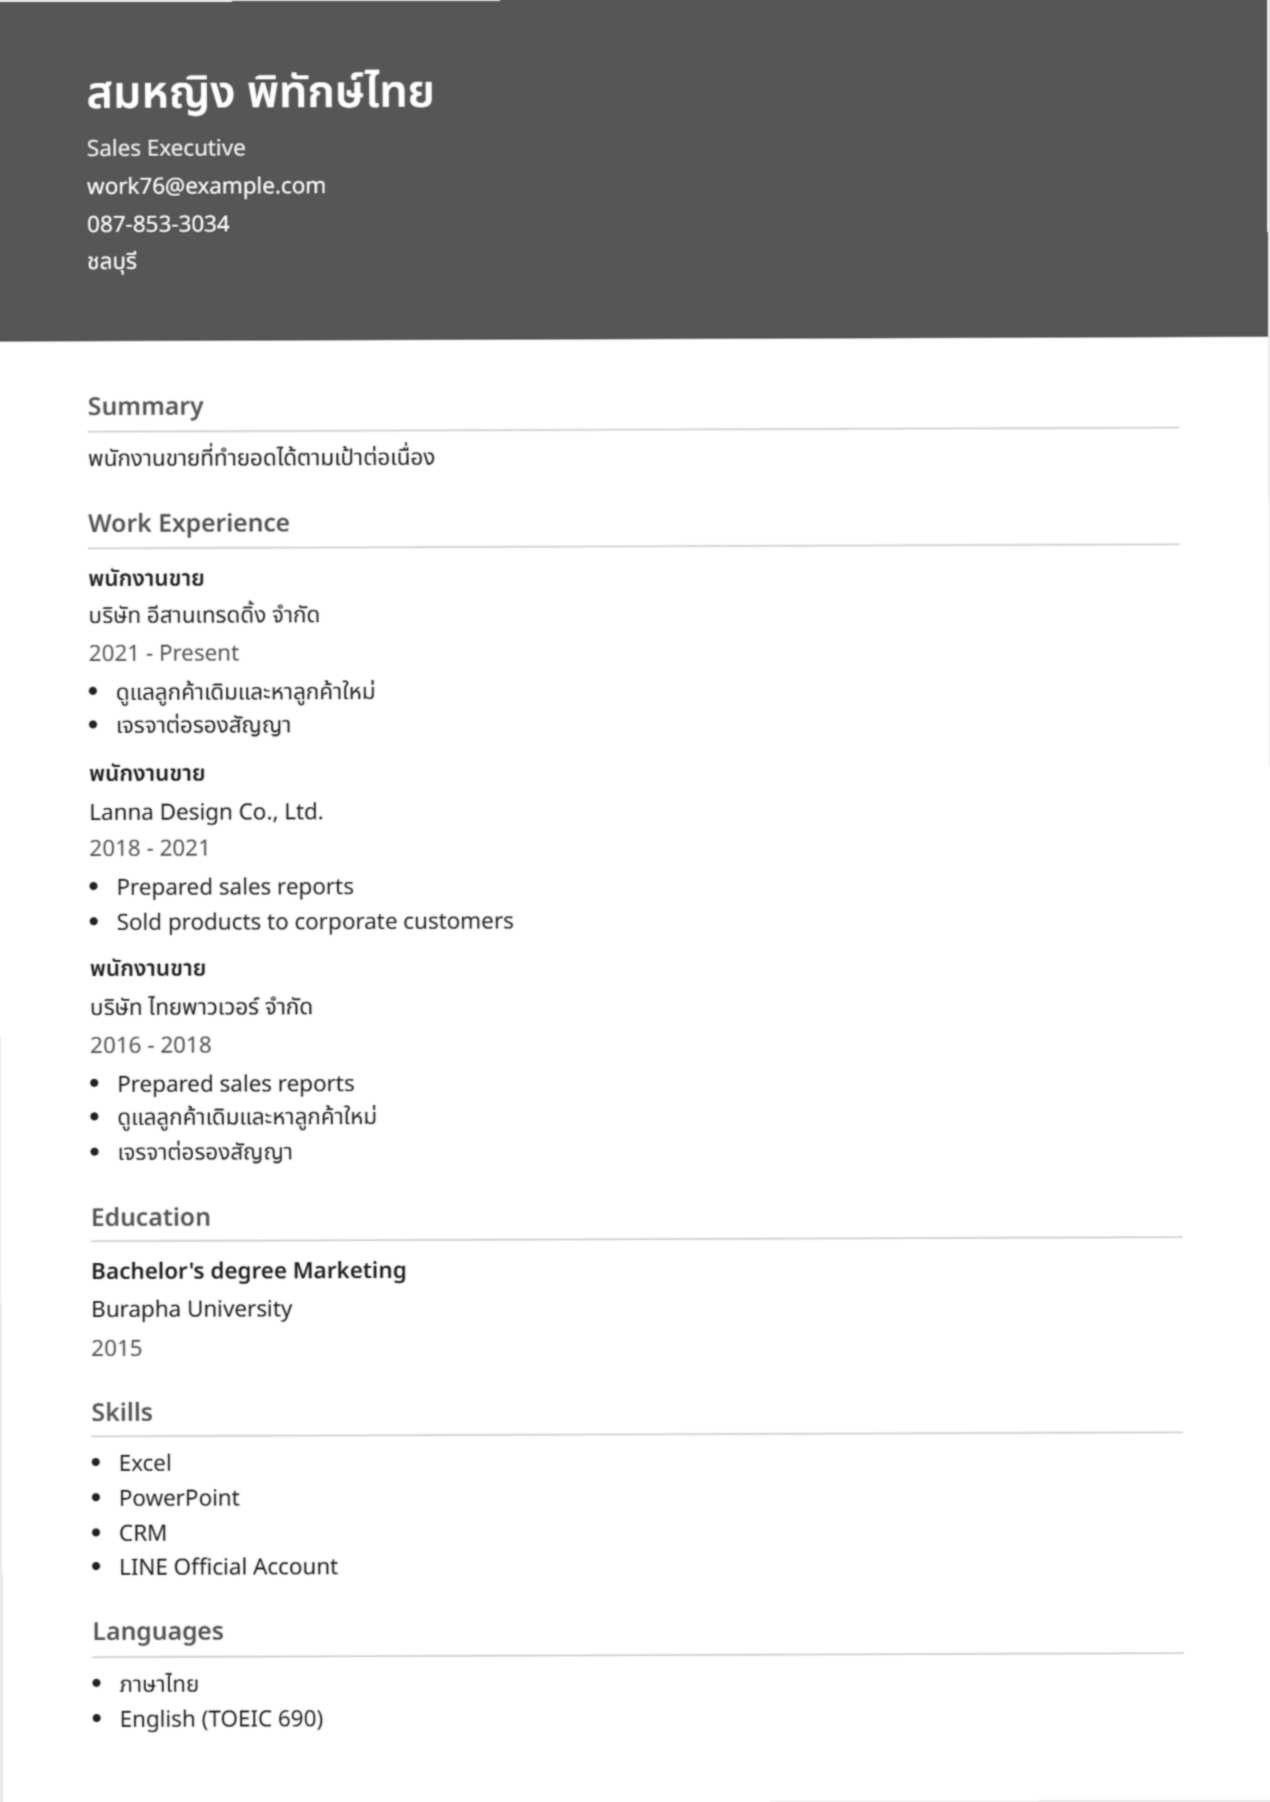 สมหญิง พิทักษ์ไทย
Sales Executive
work76@example.com
087-853-3034
ชลบุรี
Summary
พนักงานขายที่ทำยอดได้ตามเป้าต่อเนื่อง
Work Experience
พนักงานขาย
บริษัท อีสานเทรดดิ้ง จำกัด
2021 - Present
• ดูแลลูกค้าเดิมและหาลูกค้าใหม่
• เจรจาต่อรองสัญญา
พนักงานขาย
Lanna Design Co., Ltd.
2018 - 2021
• Prepared sales reports
• Sold products to corporate customers
พนักงานขาย
บริษัท ไทยพาวเวอร์ จำกัด
2016 - 2018
• Prepared sales reports
• ดูแลลูกค้าเดิมและหาลูกค้าใหม่
• เจรจาต่อรองสัญญา
Education
Bachelor's degree Marketing
Burapha University
2015
Skills
• Excel
• PowerPoint
• CRM
• LINE Official Account
Languages
• ภาษาไทย
• English (TOEIC 690)